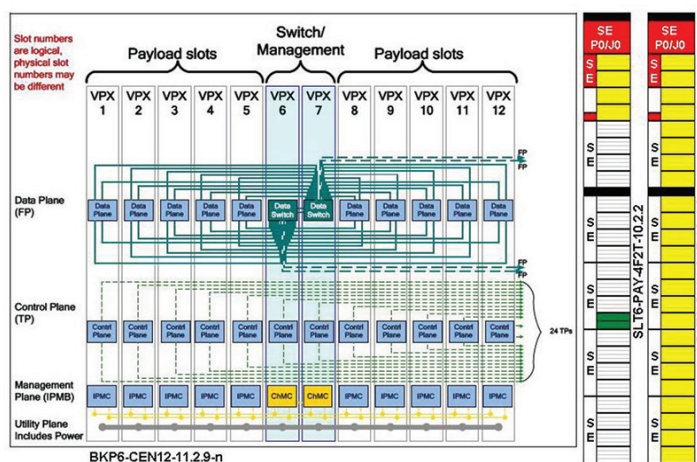 Slot numbers
are logical,
physical slot
numbers may
be different
Switch/
Management
Payload slots
Payload slots
VPX
1
VPX
2
VPX
3
VPX
4
VPX
5
VPX
6
VPX
7
VPX
8
VPX
9
VPX
10
VPX
11
VPX
12
FP
FP
Data Plane
(FP)
Data
Plane
Data
Plane
Data
Plane
Data
Plane
Data
Plane
Data
Switch
Data
Switch
Data
Plane
Data
Plane
Data
Plane
Data
Plane
Data
Plane
FP
FP
Control Plane
(TP)
Contrl
Plane
Contrl
Plane
Contrl
Plane
Contrl
Plane
Contrl
Plane
Contrl
Plane
Contrl
Plane
Contrl
Plane
Contrl
Plane
Contrl
Plane
Contrl
Plane
Contrl
Plane
24 TPs
Management
Plane (IPMB)
IPMC
IPMC
IPMC
IPMC
IPMC
ChMC
ChMC
IPMC
IPMC
IPMC
IPMC
IPMC
Utility Plane
Includes Power
BKP6-CEN12-11.2.9-n
SE
P0/J0
S
E
S
E
S
E
S
E
S
E
S
E
SLT6-PAY-4F2T-10.2.2
SE
P0/J0
S
E
S
E
S
E
S
E
S
E
S
E